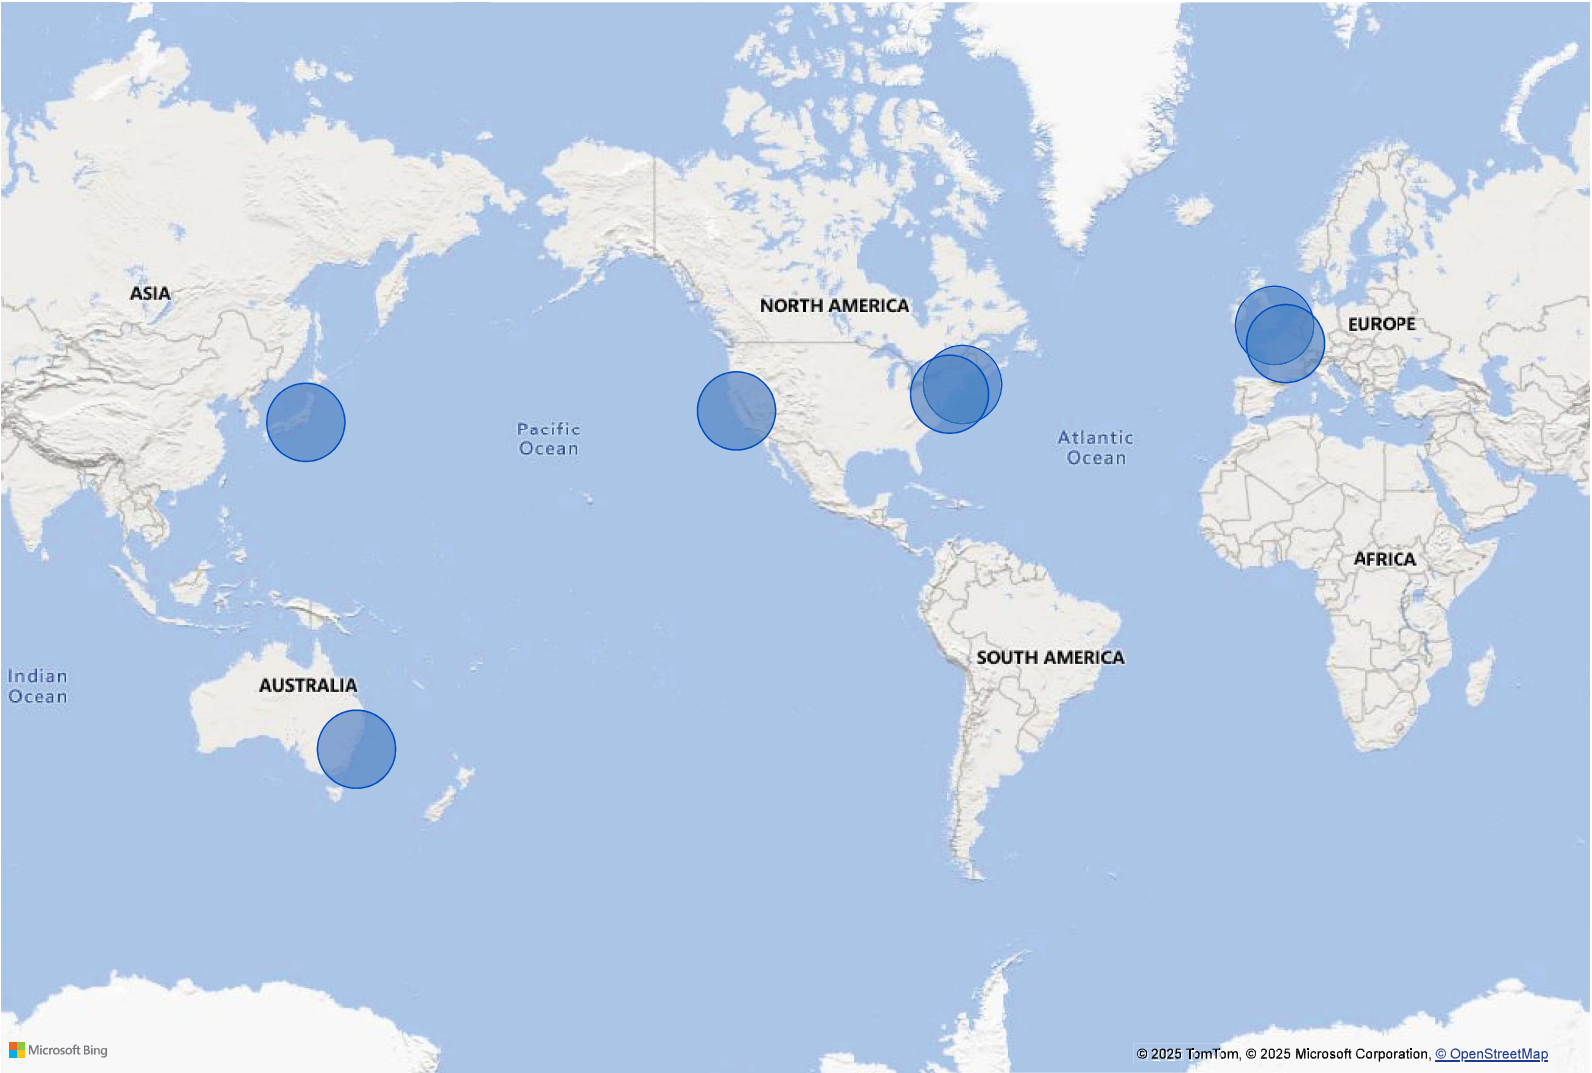 ASIA
NORTH AMERICA
EUROPE
Pacific
Ocean
Atlantic
Ocean
AFRICA
SOUTH AMERICA
Indian
Ocean
AUSTRALIA
Microsoft Bing
© 2025 TomTom, © 2025 Microsoft Corporation, © OpenStreetMap